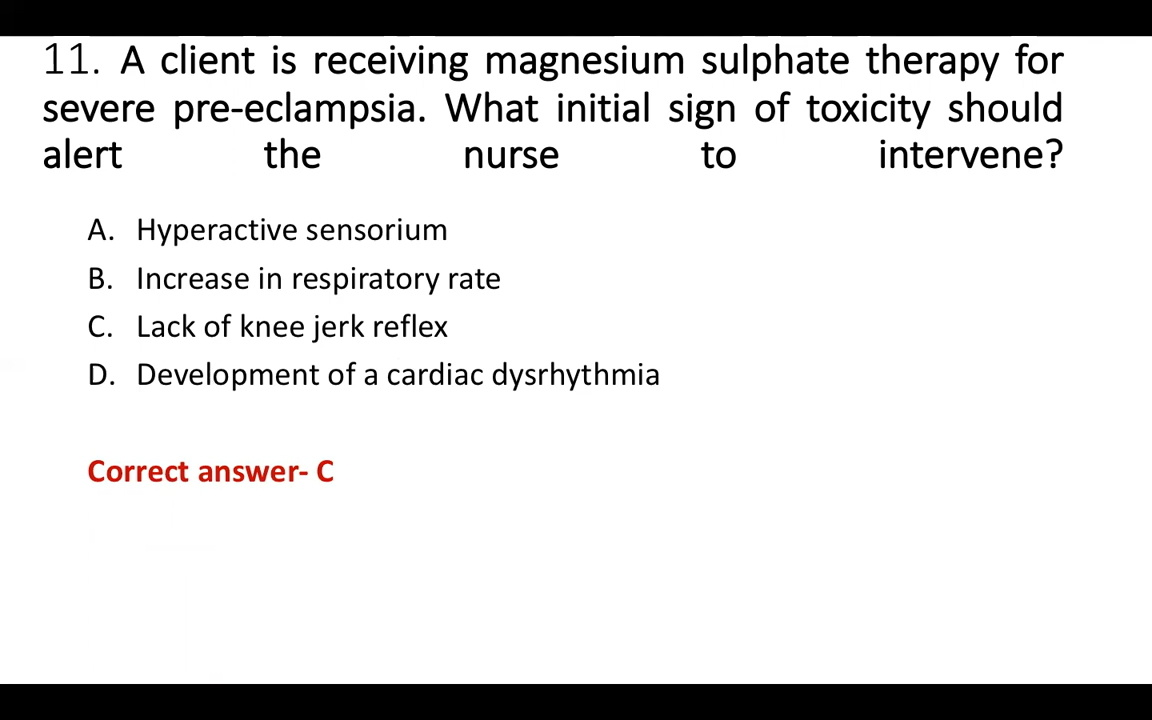 11. A client is receiving magnesium sulphate therapy for
severe pre-eclampsia. What initial sign of toxicity should
alert the nurse to intervene?
A. Hyperactive sensorium
B. Increase in respiratory rate
C. Lack of knee jerk reflex
D. Development of a cardiac dysrhythmia
Correct answer- C